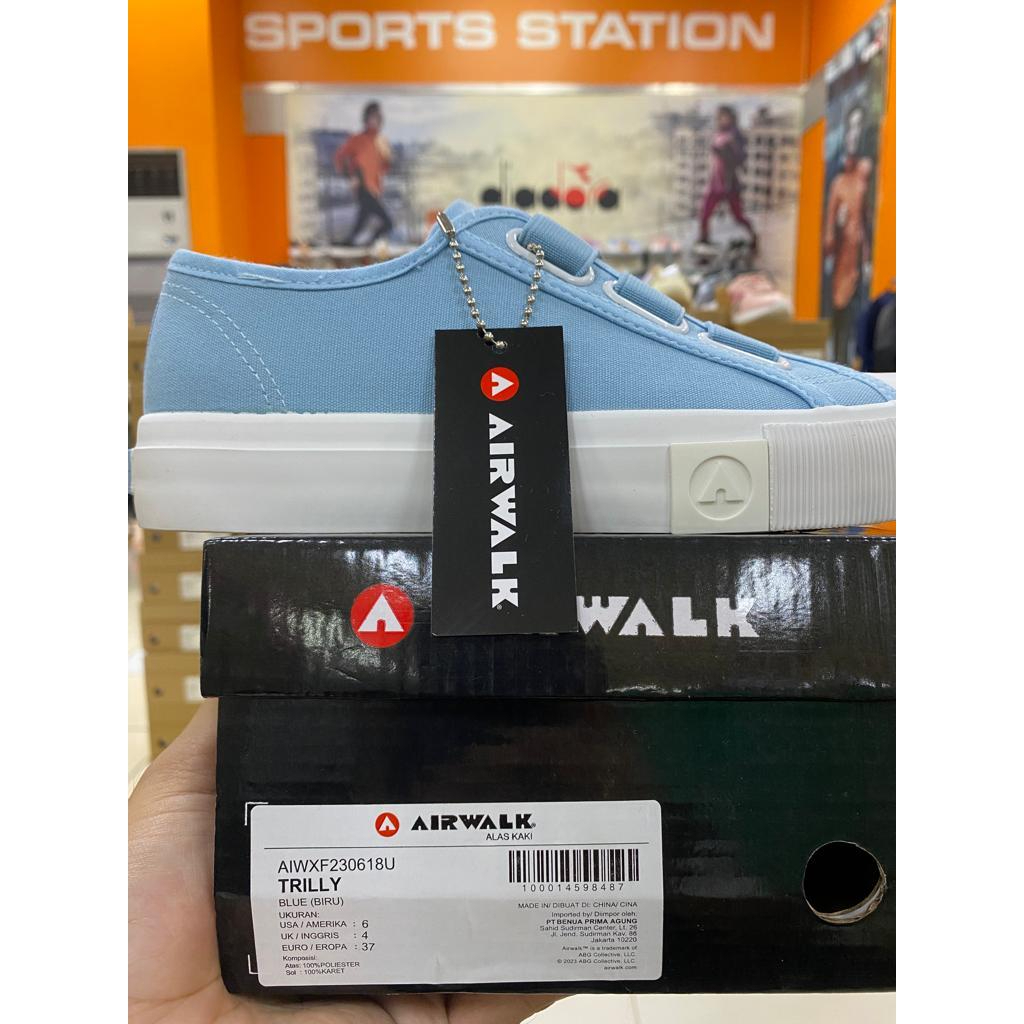 SPORTS STATION
diadora
AIRWALK®
WALK
AIRWALK®
ALAS KAKI
AIWXF230618U
TRILLY
BLUE (BIRU)
UKURAN:
USA / AMERIKA : 6
UK / INGGRIS : 4
EURO / EROPA : 37
Komposisi:
Atas: 100%POLIESTER
Sol : 100%KARET
100014598487
MADE IN/ DIBUAT DI: CHINA/ CINA
Imported by/ Diimpor oleh:
PT BENUA PRIMA AGUNG
Sahid Sudirman Center, Lt. 26
Jl. Jend. Sudirman Kav. 86
Jakarta 10220
Airwalk™ is a trademark of
ABG Collective, LLC.
© 2023 ABG Collective, LLC.
airwalk.com